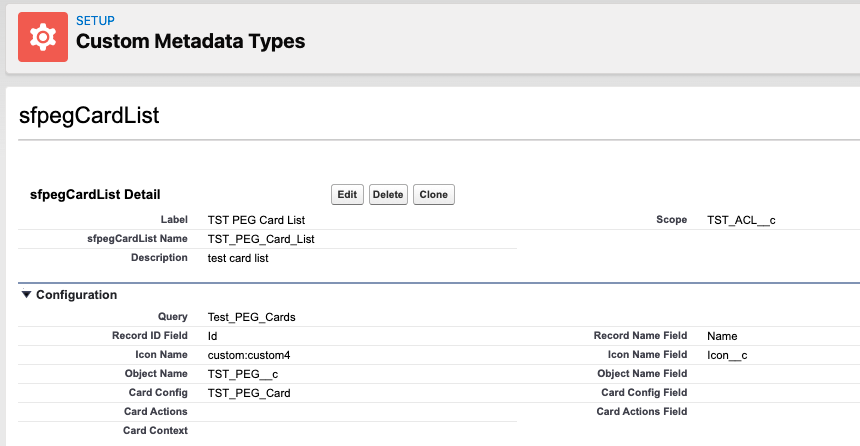 SETUP
Custom Metadata Types
sfpegCardList
sfpegCardList Detail Edit Delete Clone
Label TST PEG Card List Scope TST_ACL__c
sfpegCardList Name TST_PEG_Card_List
Description test card list
Configuration
Query Test_PEG_Cards
Record ID Field Id Record Name Field Name
Icon Name custom:custom4 Icon Name Field Icon__c
Object Name TST_PEG__c Object Name Field
Card Config TST_PEG_Card Card Config Field
Card Actions Card Actions Field
Card Context